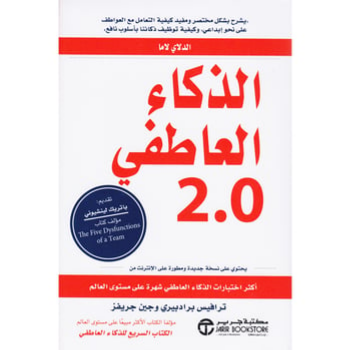 .يشرح بشكل مختصر ومفيد كيفية التعامل مع العواطف
على نحو إبداعي، وكيفية توظيف ذكائنا بأسلوب نافع.
الدلاي لاما
الذكاء
العاطفي
2.0
تقديم:
باتريك لينشيوني
مؤلف كتاب
The Five Dysfunctions
of a Team
يحتوي على نسخة جديدة ومطورة على الإنترنت من
أكثر اختبارات الذكاء العاطفي شهرة على مستوى العالم
ترافيس برادبيري وجين جريفز
مؤلفا الكتاب الأكثر مبيعًا على مستوى العالم
الكتاب السريع للذكاء العاطفي
مكتبة جرير
JARIR BOOKSTORE